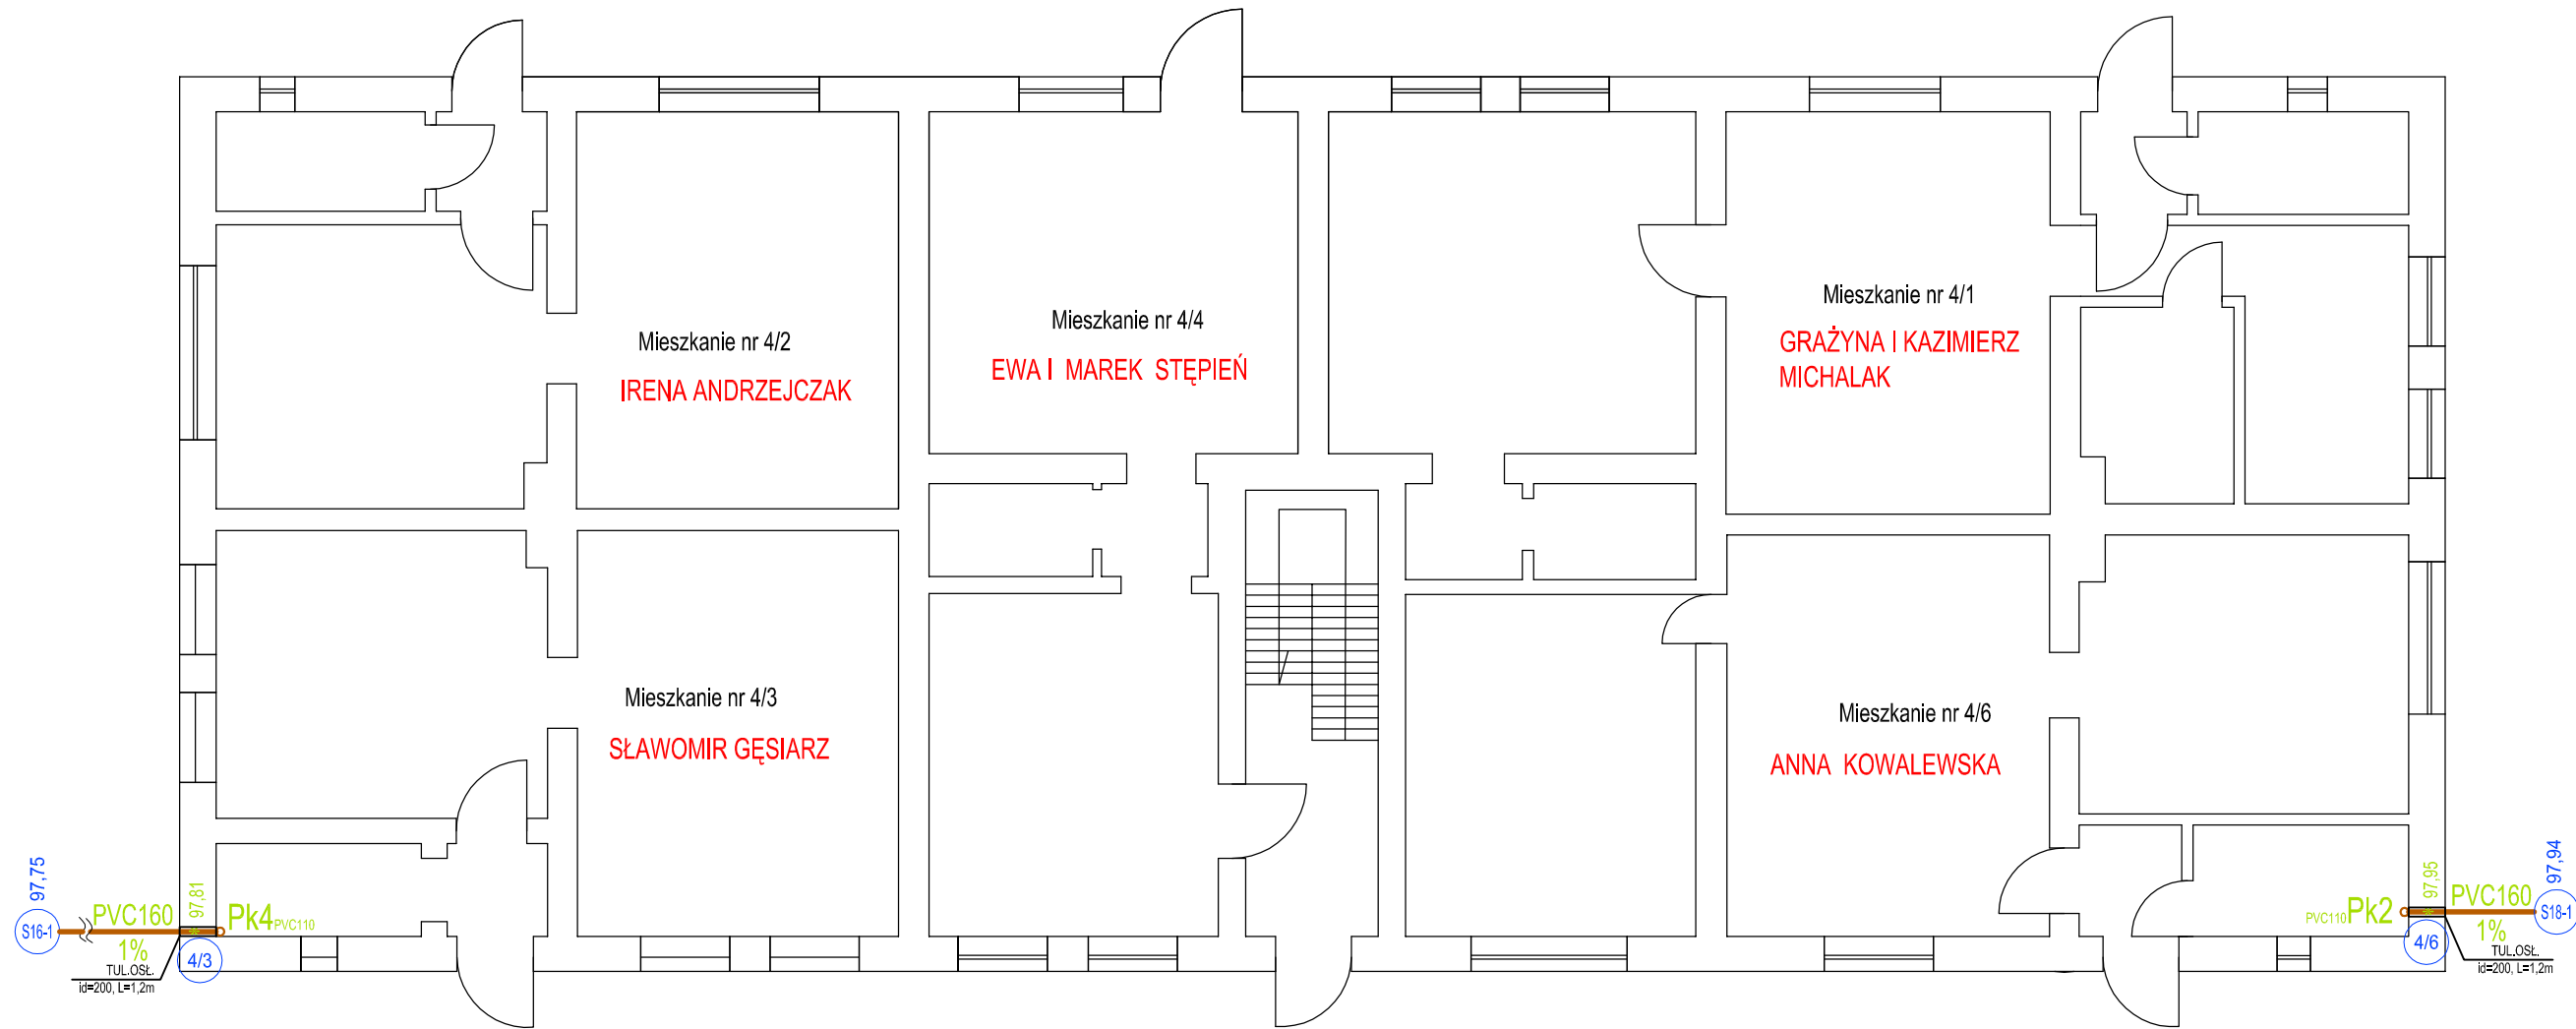 Mieszkanie nr 4/2
IRENA ANDRZEJCZAK
Mieszkanie nr 4/4
EWA I MAREK STĘPIEŃ
Mieszkanie nr 4/1
GRAŻYNA I KAZIMIERZ
MICHALAK
Mieszkanie nr 4/3
SŁAWOMIR GĘSIARZ
Mieszkanie nr 4/6
ANNA KOWALEWSKA
97,75
S16-1
PVC160
1%
97,81
Pk4 PVC110
4/3
TUL.OSŁ.
id=200, L=1,2m
PVC110 Pk2
97,95
PVC160
1%
97,94
S18-1
4/6
TUL.OSŁ.
id=200, L=1,2m